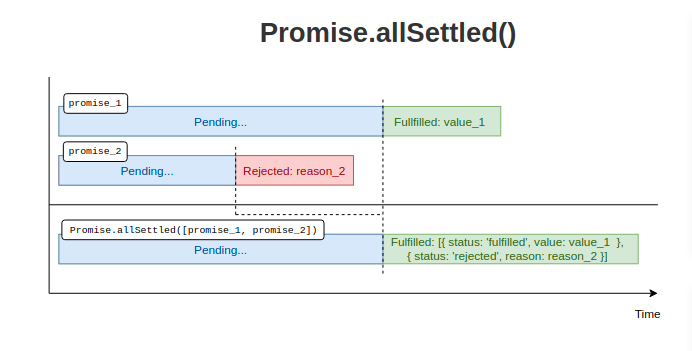 Promise.allSettled()
promise_1
Pending...
Fullfilled: value_1
promise_2
Pending...
Rejected: reason_2
Promise.allSettled([promise_1, promise_2])
Pending...
Fulfilled: [{ status: 'fulfilled', value: value_1  },
{ status: 'rejected', reason: reason_2 }]
Time